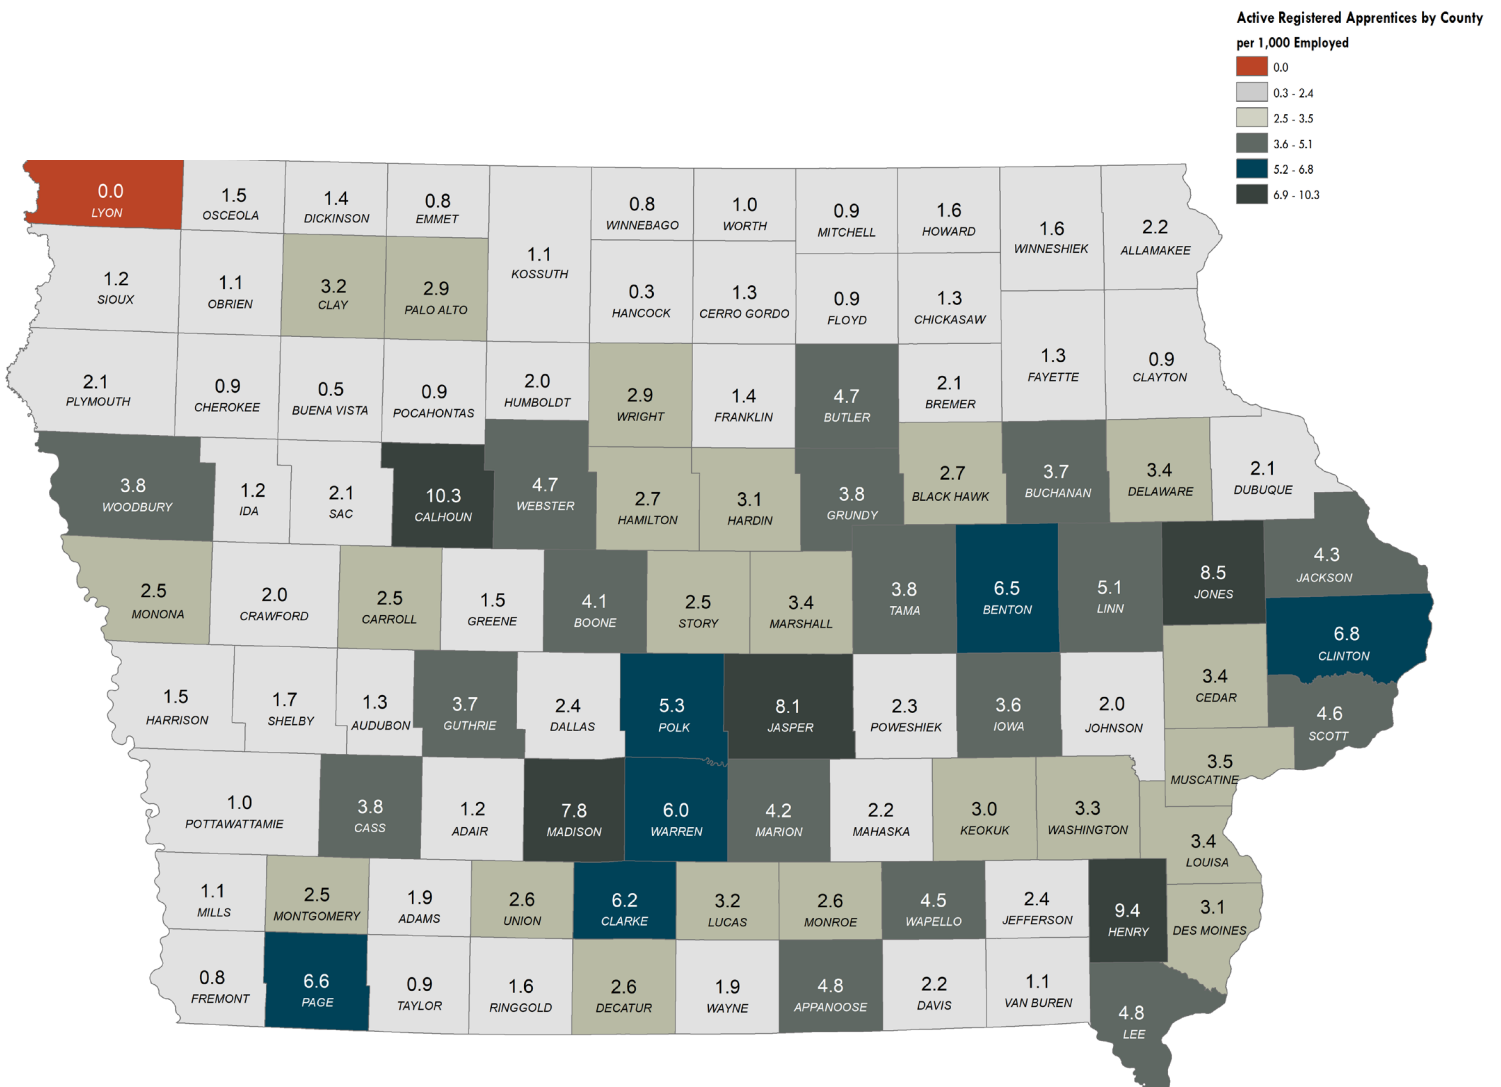 Active Registered Apprentices by County
per 1,000 Employed
0.0
0.3 - 2.4
2.5 - 3.5
3.6 - 5.1
5.2 - 6.8
6.9 - 10.3
0.0
LYON
1.5
OSCEOLA
1.4
DICKINSON
0.8
EMMET
1.1
KOSSUTH
0.8
WINNEBAGO
1.0
WORTH
0.9
MITCHELL
1.6
HOWARD
1.6
WINNESHIEK
2.2
ALLAMAKEE
1.2
SIOUX
1.1
OBRIEN
3.2
CLAY
2.9
PALO ALTO
0.3
HANCOCK
1.3
CERRO GORDO
0.9
FLOYD
1.3
CHICKASAW
1.3
FAYETTE
0.9
CLAYTON
2.1
PLYMOUTH
0.9
CHEROKEE
0.5
BUENA VISTA
0.9
POCAHONTAS
2.0
HUMBOLDT
2.9
WRIGHT
1.4
FRANKLIN
4.7
BUTLER
2.1
BREMER
3.8
WOODBURY
1.2
IDA
2.1
SAC
10.3
CALHOUN
4.7
WEBSTER
2.7
HAMILTON
3.1
HARDIN
3.8
GRUNDY
2.7
BLACK HAWK
3.7
BUCHANAN
3.4
DELAWARE
2.1
DUBUQUE
2.5
MONONA
2.0
CRAWFORD
2.5
CARROLL
1.5
GREENE
4.1
BOONE
2.5
STORY
3.4
MARSHALL
3.8
TAMA
6.5
BENTON
5.1
LINN
8.5
JONES
4.3
JACKSON
6.8
CLINTON
1.5
HARRISON
1.7
SHELBY
1.3
AUDUBON
3.7
GUTHRIE
2.4
DALLAS
5.3
POLK
8.1
JASPER
2.3
POWESHIEK
3.6
IOWA
2.0
JOHNSON
3.4
CEDAR
4.6
SCOTT
3.5
MUSCATINE
1.0
POTTAWATTAMIE
3.8
CASS
1.2
ADAIR
7.8
MADISON
6.0
WARREN
4.2
MARION
2.2
MAHASKA
3.0
KEOKUK
3.3
WASHINGTON
3.4
LOUISA
1.1
MILLS
2.5
MONTGOMERY
1.9
ADAMS
2.6
UNION
6.2
CLARKE
3.2
LUCAS
2.6
MONROE
4.5
WAPELLO
2.4
JEFFERSON
9.4
HENRY
3.1
DES MOINES
0.8
FREMONT
6.6
PAGE
0.9
TAYLOR
1.6
RINGGOLD
2.6
DECATUR
1.9
WAYNE
4.8
APPANOOSE
2.2
DAVIS
1.1
VAN BUREN
4.8
LEE